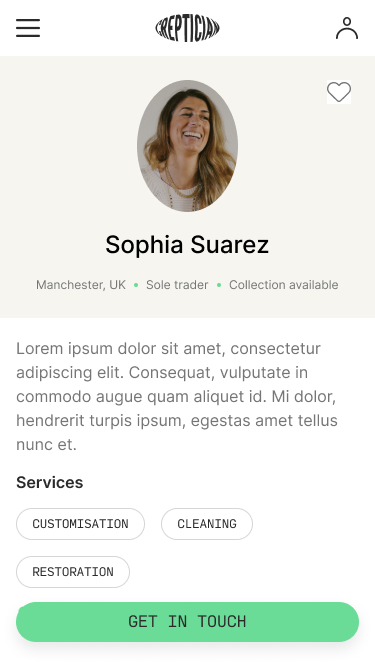 CREPTICIAN
Sophia Suarez
Manchester, UK • Sole trader • Collection available
Lorem ipsum dolor sit amet, consectetur
adipiscing elit. Consequat, vulputate in
commodo augue quam aliquet id. Mi dolor,
hendrerit turpis ipsum, egestas amet tellus
nunc et.
Services
CUSTOMISATION CLEANING
RESTORATION
GET IN TOUCH